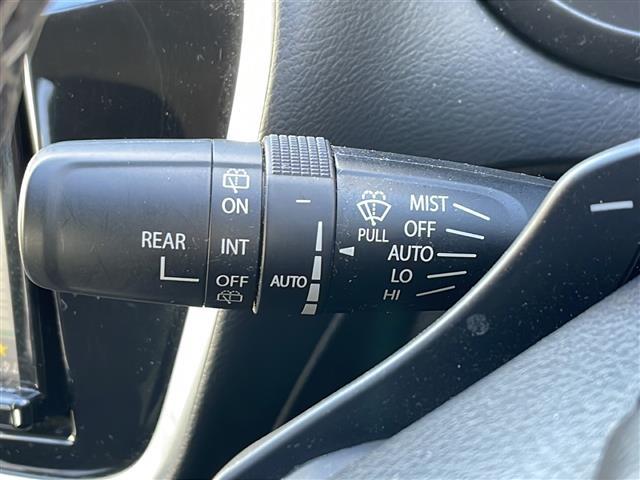 REAR
ON
INT
OFF
AUTO
PULL
MIST
OFF
AUTO
LO
HI